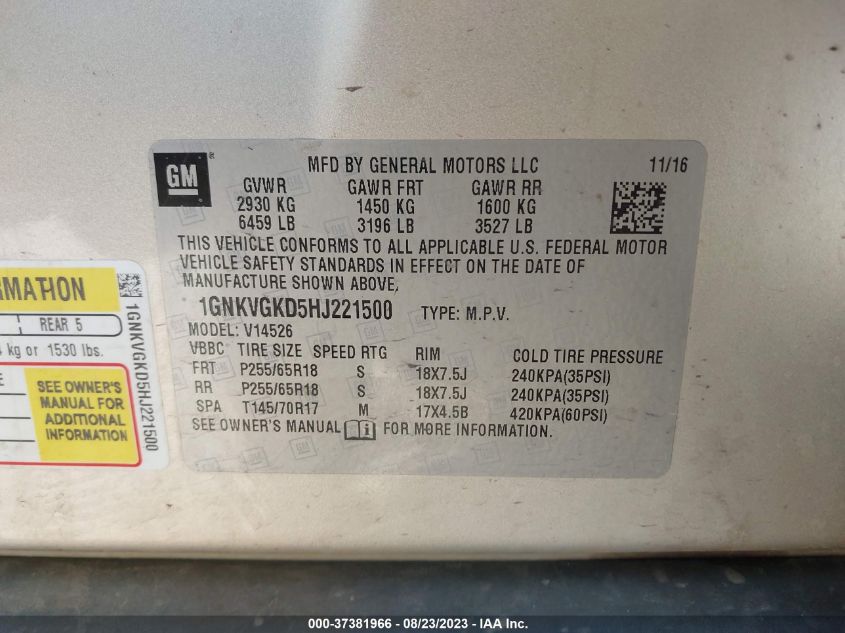 GM
MFD BY GENERAL MOTORS LLC 11/16
GVWR GAWR FRT GAWR RR
2930 KG 1450 KG 1600 KG
6459 LB 3196 LB 3527 LB
THIS VEHICLE CONFORMS TO ALL APPLICABLE U.S. FEDERAL MOTOR
VEHICLE SAFETY STANDARDS IN EFFECT ON THE DATE OF
MANUFACTURE SHOWN ABOVE,
1GNKVGKD5HJ221500 TYPE: M.P.V.
MODEL: V14526
VBBC TIRE SIZE SPEED RTG RIM COLD TIRE PRESSURE
FRT P255/65R18 S 18X7.5J 240KPA(35PSI)
RR P255/65R18 S 18X7.5J 240KPA(35PSI)
SPA T145/70R17 M 17X4.5B 420KPA(60PSI)
SEE OWNER'S MANUAL FOR MORE INFORMATION.
RMATION
REAR 5
kg or 1530 lbs.
SEE OWNER'S
MANUAL FOR
ADDITIONAL
INFORMATION
1GNKVGKD5HJ221500
000-37381966 - 08/23/2023 - IAA Inc.